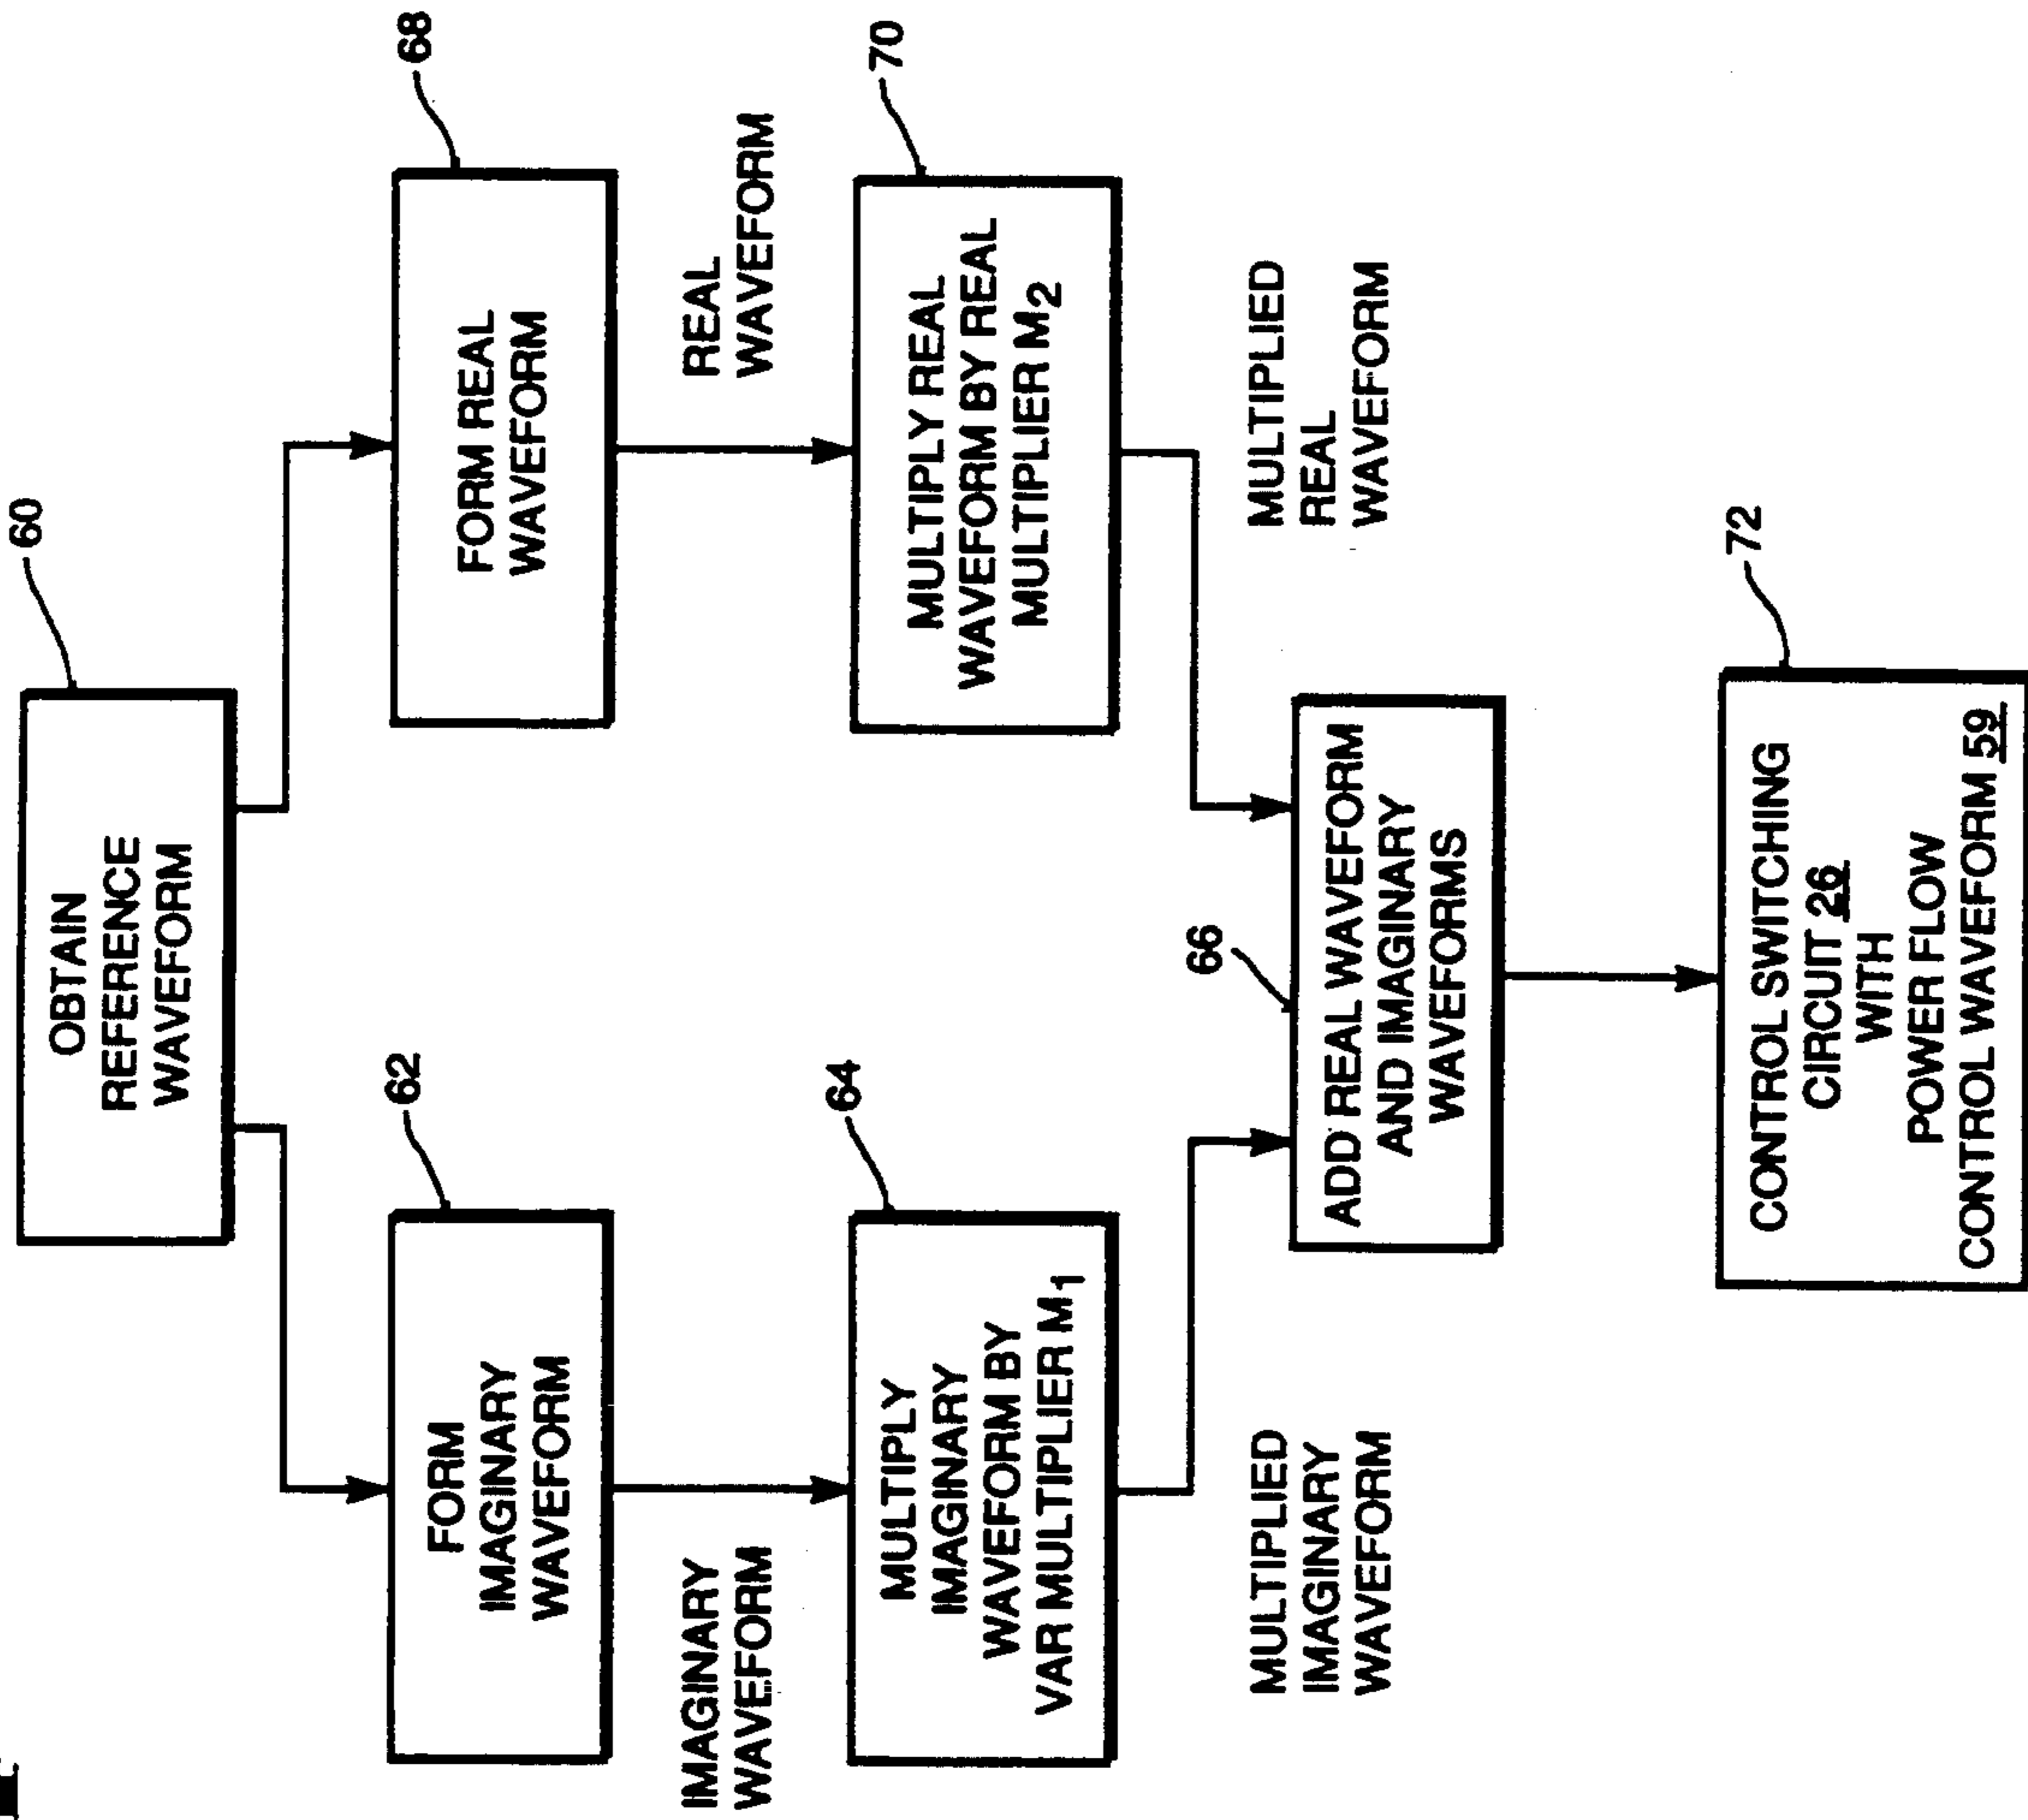 60
OBTAIN
REFERENCE
WAVEFORM
62
FORM
IMAGINARY
WAVEFORM
68
FORM REAL
WAVEFORM
IMAGINARY
WAVEFORM
REAL
WAVEFORM
64
MULTIPLY
IMAGINARY
WAVEFORM BY
VAR MULTIPLIER M1
70
MULTIPLY REAL
WAVEFORM BY REAL
MULTIPLIER M2
MULTIPLIED
IMAGINARY
WAVEFORM
MULTIPLIED
REAL
WAVEFORM
66
ADD REAL WAVEFORM
AND IMAGINARY
WAVEFORMS
72
CONTROL SWITCHING
CIRCUIT 26
WITH
POWER FLOW
CONTROL WAVEFORM 59